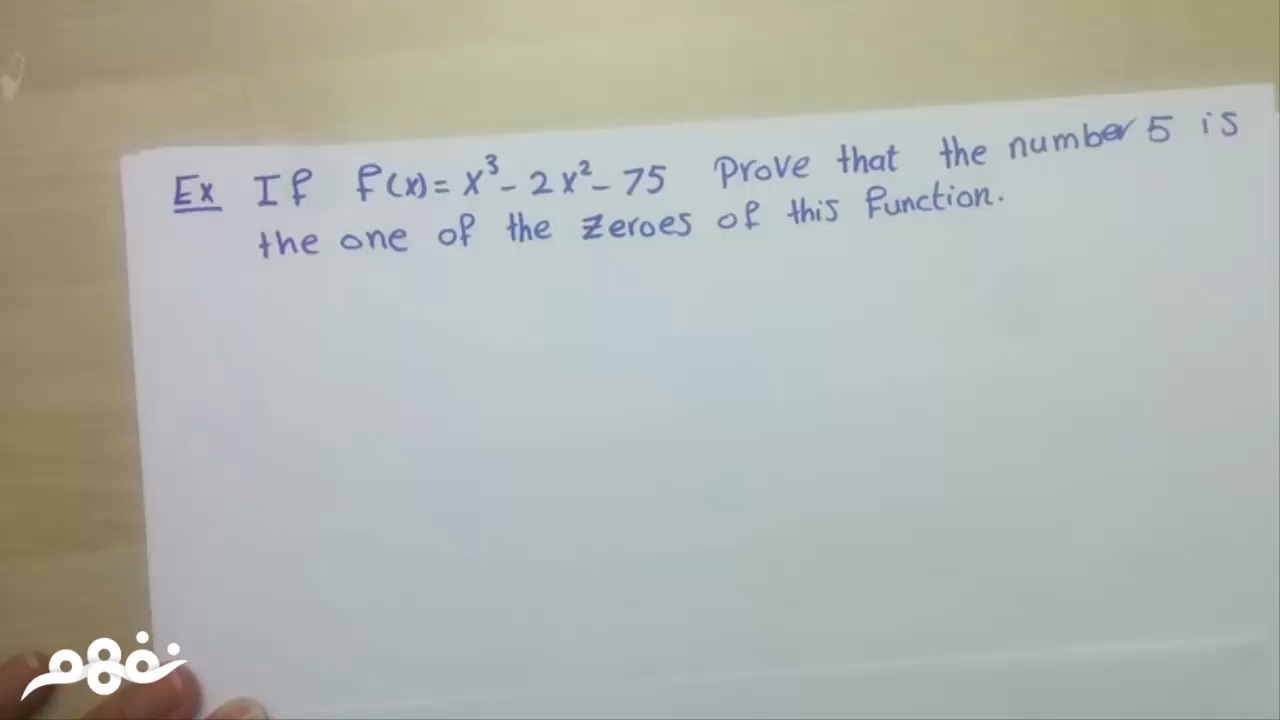 Ex If f(x) = x³ - 2x² - 75 Prove that the number 5 is
the one of the zeroes of this function.
نفهم